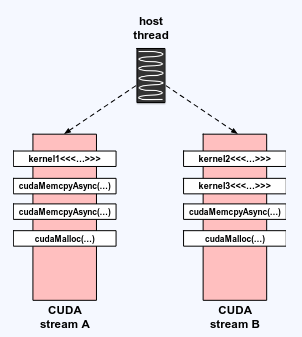 host
thread
kernel1<<<...>>>
cudaMemcpyAsync(...)
cudaMemcpyAsync(...)
cudaMalloc(...)
CUDA
stream A
kernel2<<<...>>>
kernel3<<<...>>>
cudaMemcpyAsync(...)
cudaMalloc(...)
CUDA
stream B